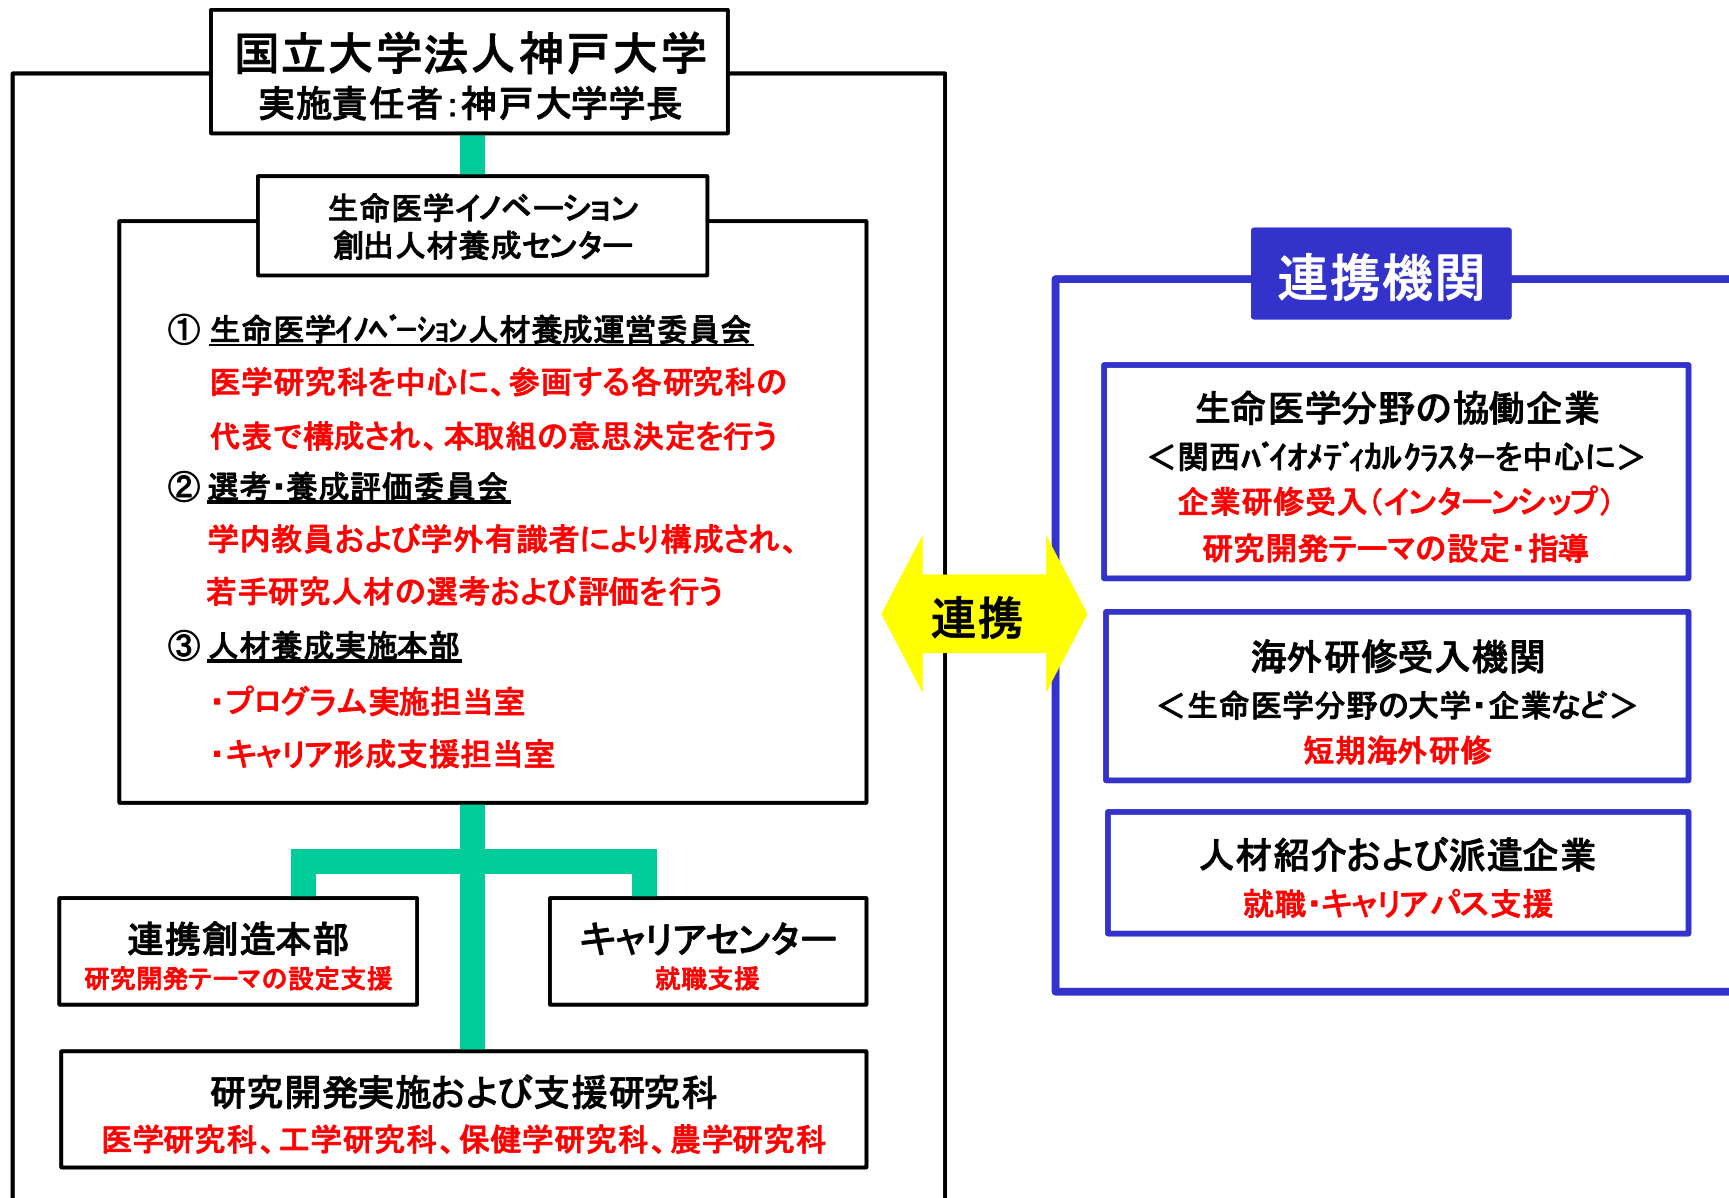 国立大学法人神戸大学
実施責任者：神戸大学学長
生命医学イノベーション
創出人材養成センター
① 生命医学ｲﾉﾍﾞｰｼｮﾝ人材養成運営委員会
医学研究科を中心に、参画する各研究科の
代表で構成され、本取組の意思決定を行う
② 選考・養成評価委員会
学内教員および学外有識者により構成され、
若手研究人材の選考および評価を行う
③ 人材養成実施本部
・プログラム実施担当室
・キャリア形成支援担当室
連携創造本部
研究開発テーマの設定支援
キャリアセンター
就職支援
研究開発実施および支援研究科
医学研究科、工学研究科、保健学研究科、農学研究科
連携
連携機関
生命医学分野の協働企業
＜関西ﾊﾞｲｵﾒﾃﾞｨｶﾙｸﾗｽﾀｰを中心に＞
企業研修受入（インターンシップ）
研究開発テーマの設定・指導
海外研修受入機関
＜生命医学分野の大学・企業など＞
短期海外研修
人材紹介および派遣企業
就職・キャリアパス支援